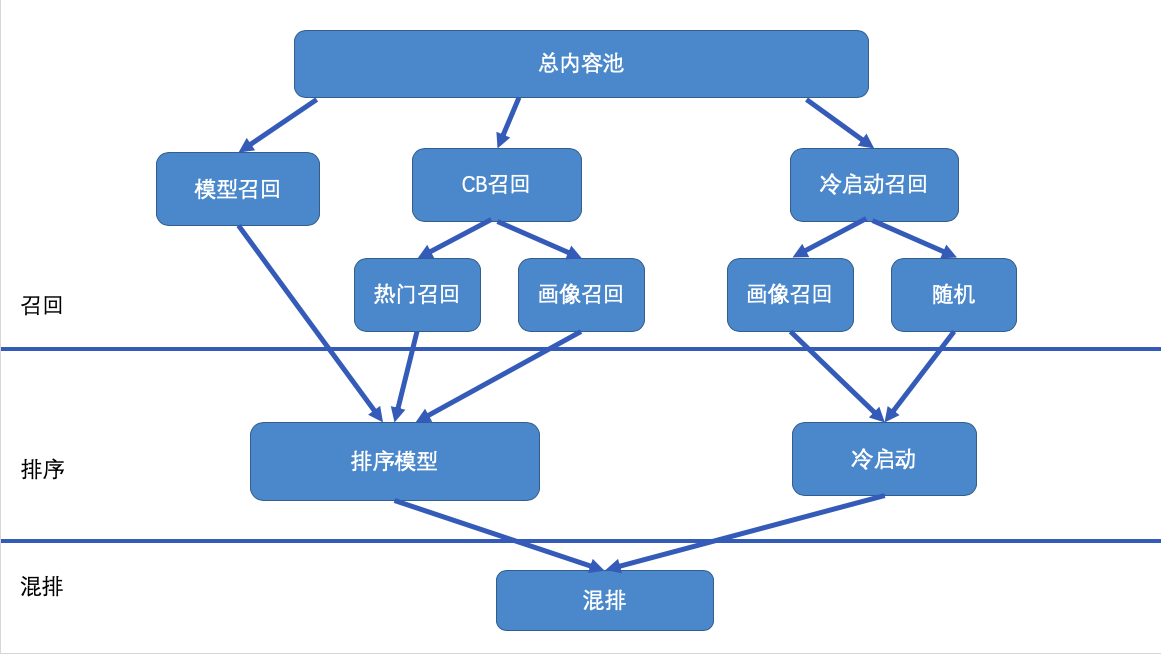 总内容池
模型召回
CB召回
冷启动召回
热门召回
画像召回
画像召回
随机
召回
排序模型
冷启动
排序
混排
混排